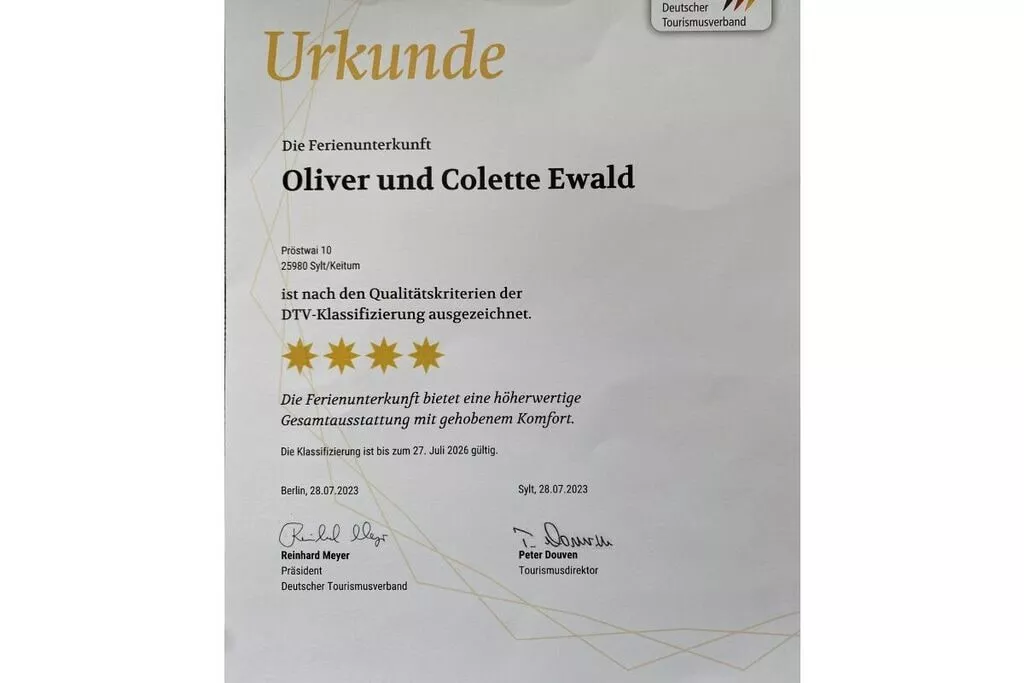 Deutscher
Tourismusverband
Urkunde
Die Ferienunterkunft
Oliver und Colette Ewald
Pröstwai 10
25980 Sylt/Keitum
ist nach den Qualitätskriterien der
DTV-Klassifizierung ausgezeichnet.
Die Ferienunterkunft bietet eine höherwertige
Gesamtausstattung mit gehobenem Komfort.
Die Klassifizierung ist bis zum 27. Juli 2026 gültig.
Berlin, 28.07.2023
Sylt, 28.07.2023
Reinhard Meyer
Peter Douven
Präsident
Tourismusdirektor
Deutscher Tourismusverband